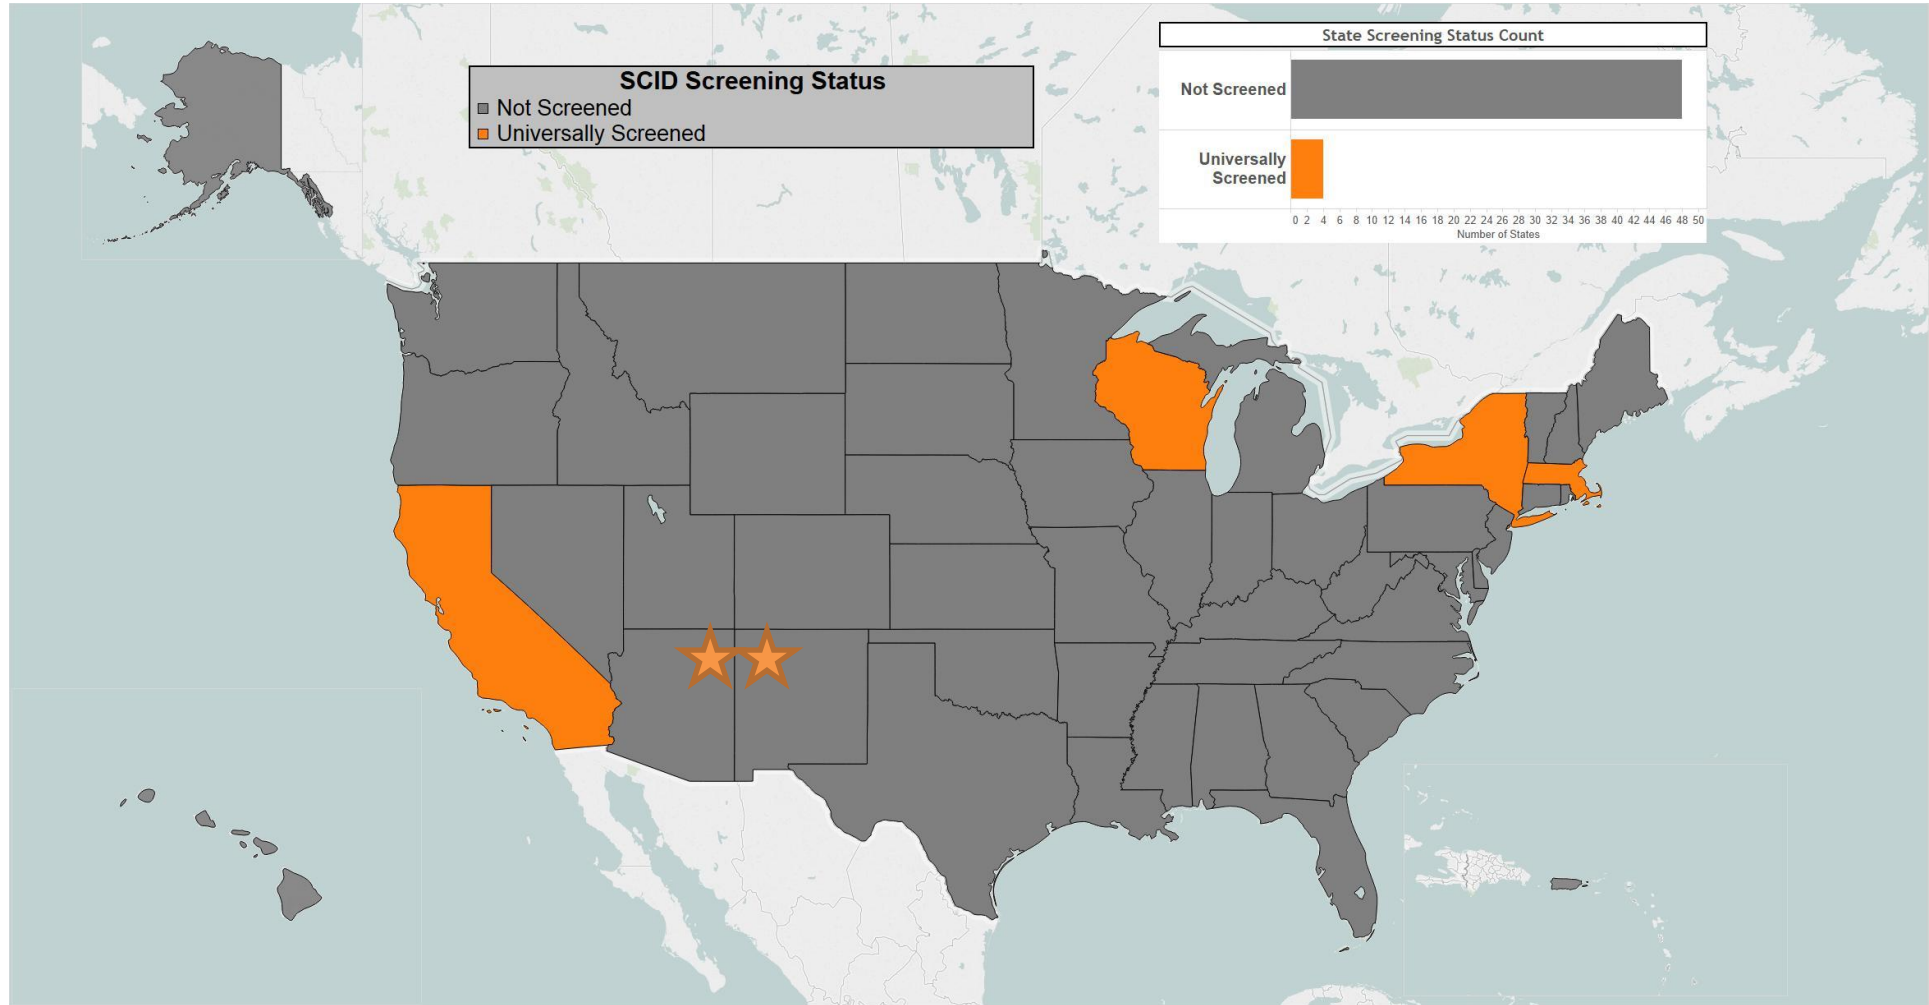 SCID Screening Status
Not Screened
Universally Screened
State Screening Status Count
Not Screened
Universally
Screened
0 2 4 6 8 10 12 14 16 18 20 22 24 26 28 30 32 34 36 38 40 42 44 46 48 50
Number of States